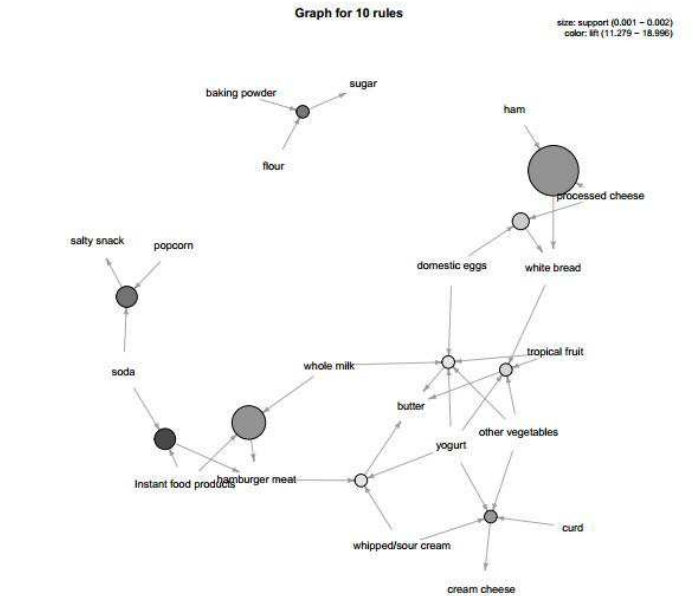 Graph for 10 rules
size: support (0.001 – 0.002)
color: lift (11.279 – 18.996)
sugar
baking powder
ham
flour
processed cheese
salty snack
popcorn
domestic eggs
white bread
tropical fruit
whole milk
soda
butter
other vegetables
yogurt
hamburger meat
Instant food products
curd
whipped/sour cream
cream cheese